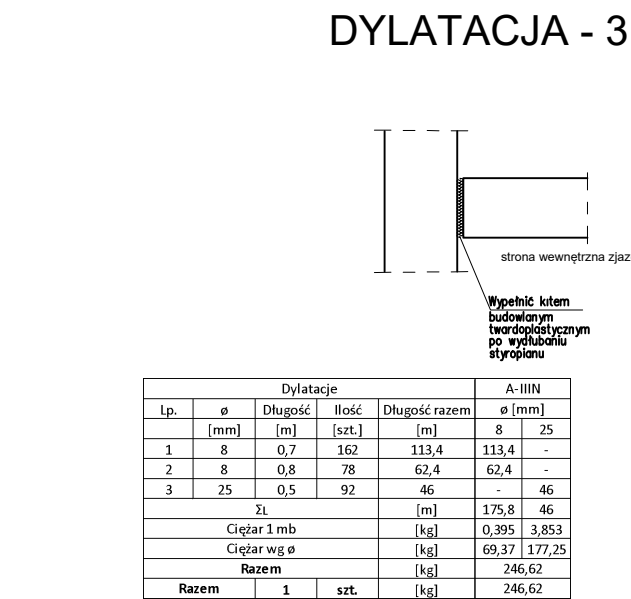 DYLATACJA - 3
strona wewnętrzna zjaz
Wypełnić kitem
budowlanym
twardoplastycznym
po wydłubaniu
styropianu
Dylatacje A-IIIN
Lp. ø Długość Ilość Długość razem ø [mm]
[mm] [m] [szt.] [m] 8 25
1 8 0,7 162 113,4 113,4 -
2 8 0,8 78 62,4 62,4 -
3 25 0,5 92 46 - 46
ΣL [m] 175,8 46
Ciężar 1 mb [kg] 0,395 3,853
Ciężar wg ø [kg] 69,37 177,25
Razem [kg] 246,62
Razem 1 szt. [kg] 246,62